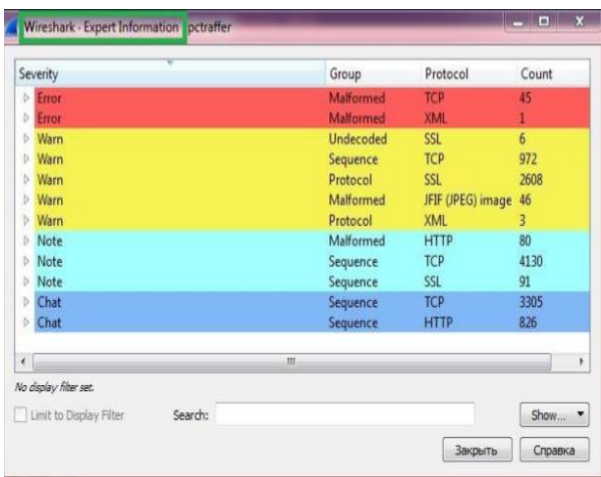 Wireshark · Expert Information · pctraffer
Severity Group Protocol Count
Error Malformed TCP 45
Error Malformed XML 1
Warn Undecoded SSL 6
Warn Sequence TCP 972
Warn Protocol SSL 2608
Warn Malformed JFIF (JPEG) image 46
Warn Protocol XML 3
Note Malformed HTTP 80
Note Sequence TCP 4130
Note Sequence SSL 91
Chat Sequence TCP 3305
Chat Sequence HTTP 826
No display filter set.
Limit to Display Filter Search: Show...
Закрыть Справка